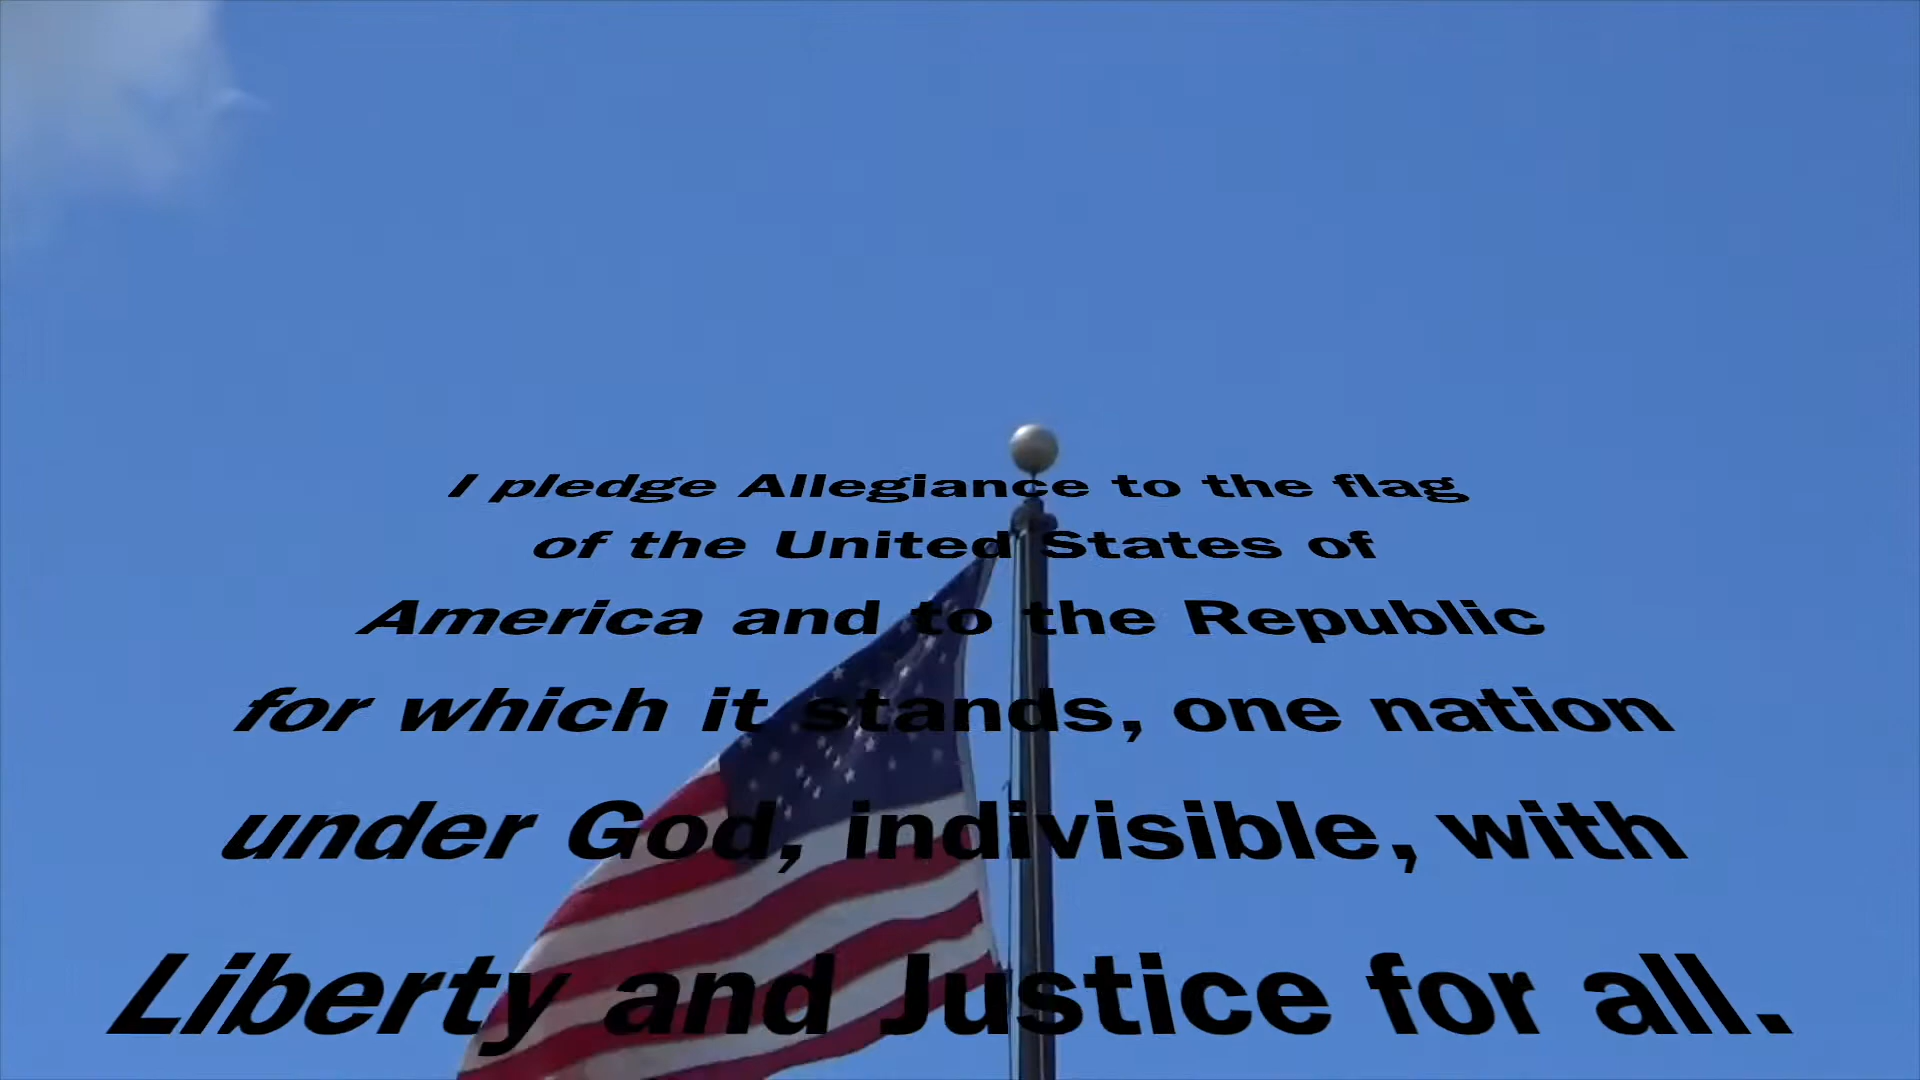 I pledge Allegiance to the flag
of the United States of
America and to the Republic
for which it stands, one nation
under God, indivisible, with
Liberty and Justice for all.